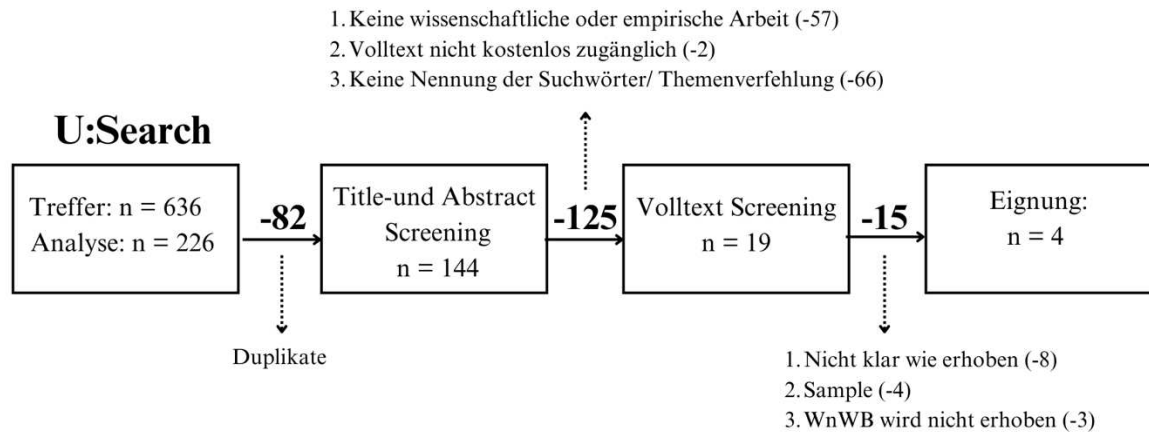 1. Keine wissenschaftliche oder empirische Arbeit (-57)
2. Volltext nicht kostenlos zugänglich (-2)
3. Keine Nennung der Suchwörter/ Themenverfehlung (-66)
U:Search
Treffer: n = 636
Analyse: n = 226
-82
Duplikate
Title-und Abstract
Screening
n = 144
-125
Volltext Screening
n = 19
-15
1. Nicht klar wie erhoben (-8)
2. Sample (-4)
3. WnWB wird nicht erhoben (-3)
Eignung:
n = 4